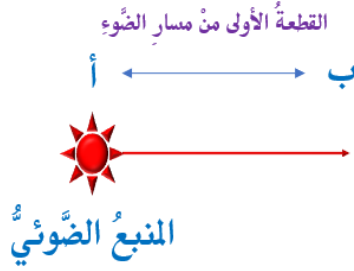 القطعةُ الأولى منْ مسارِ الضَّوءِ
أ
ب
المنبعُ الضَّوئيُّ